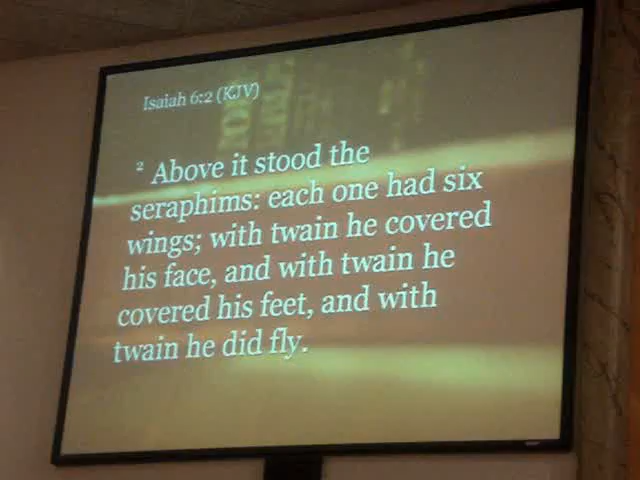 Isaiah 6:2 (KJV)
2 Above it stood the
seraphims: each one had six
wings; with twain he covered
his face, and with twain he
covered his feet, and with
twain he did fly.